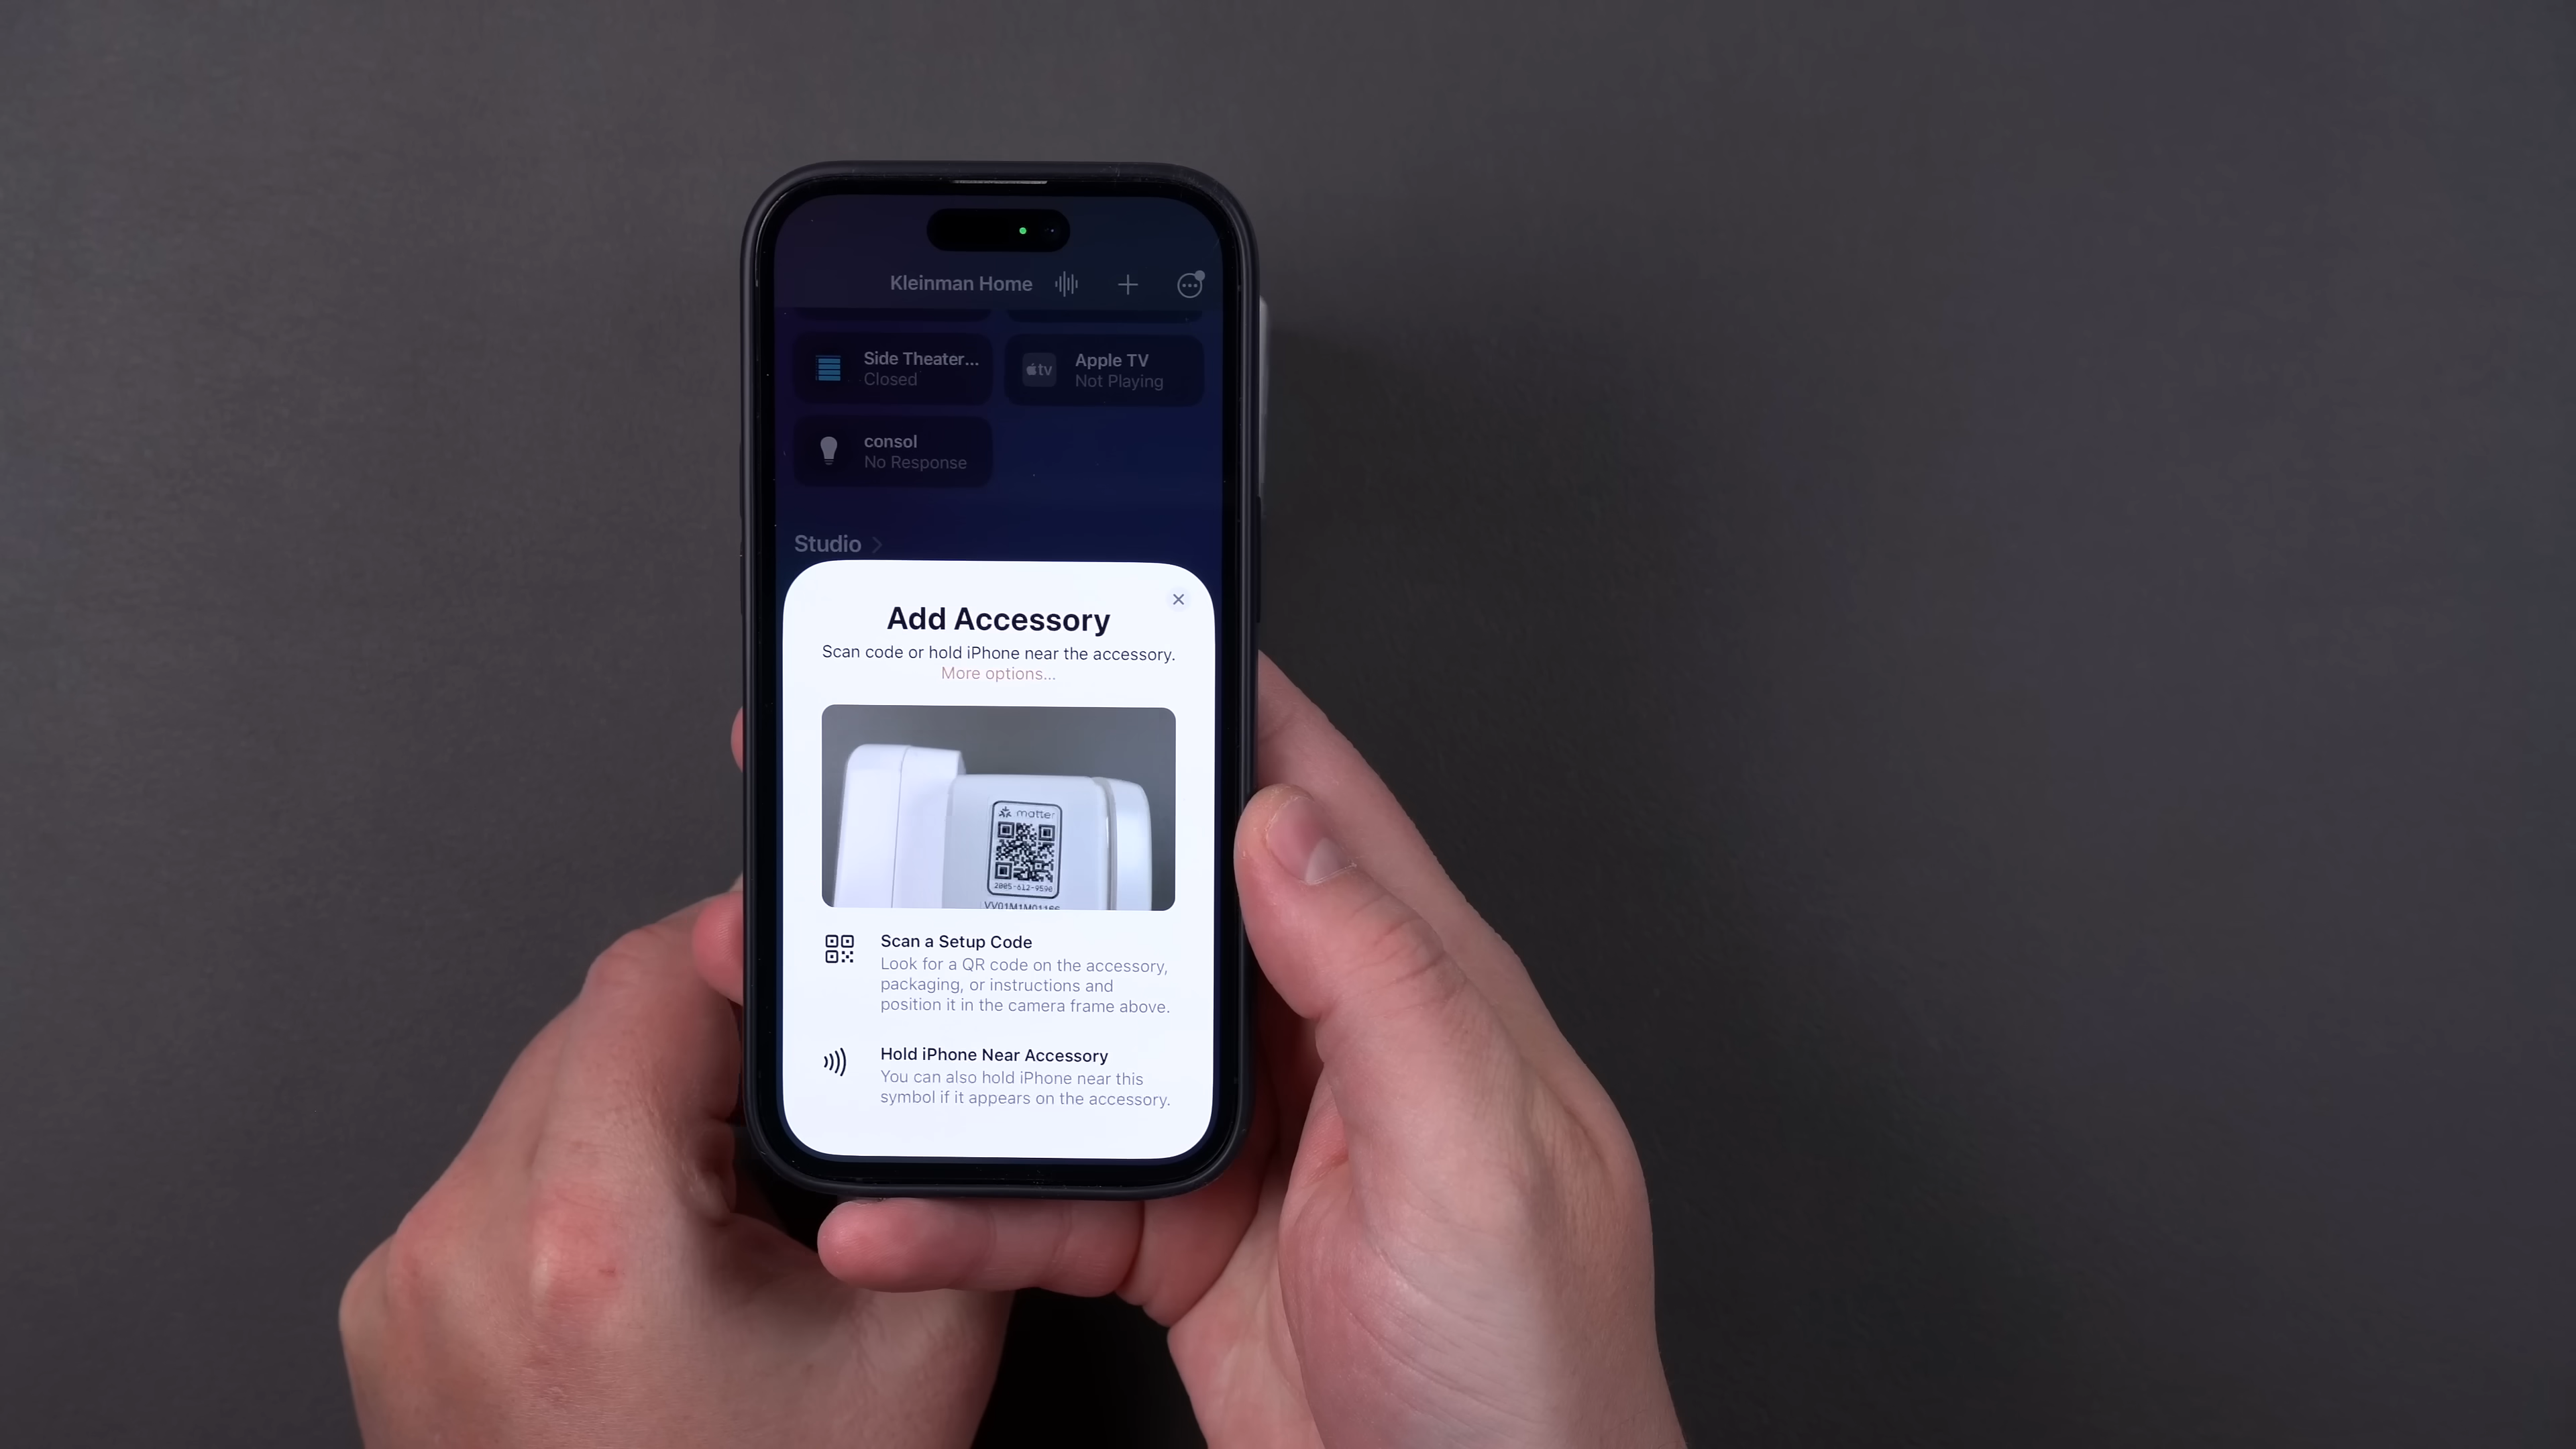 Kleinman Home
Side Theater...
Closed
Apple TV
Not Playing
tv
consol
No Response
Studio
Add Accessory
Scan code or hold iPhone near the accessory.
More options...
matter
2005-612-9590
Scan a Setup Code
Look for a QR code on the accessory,
packaging, or instructions and
position it in the camera frame above.
Hold iPhone Near Accessory
You can also hold iPhone near this
symbol if it appears on the accessory.